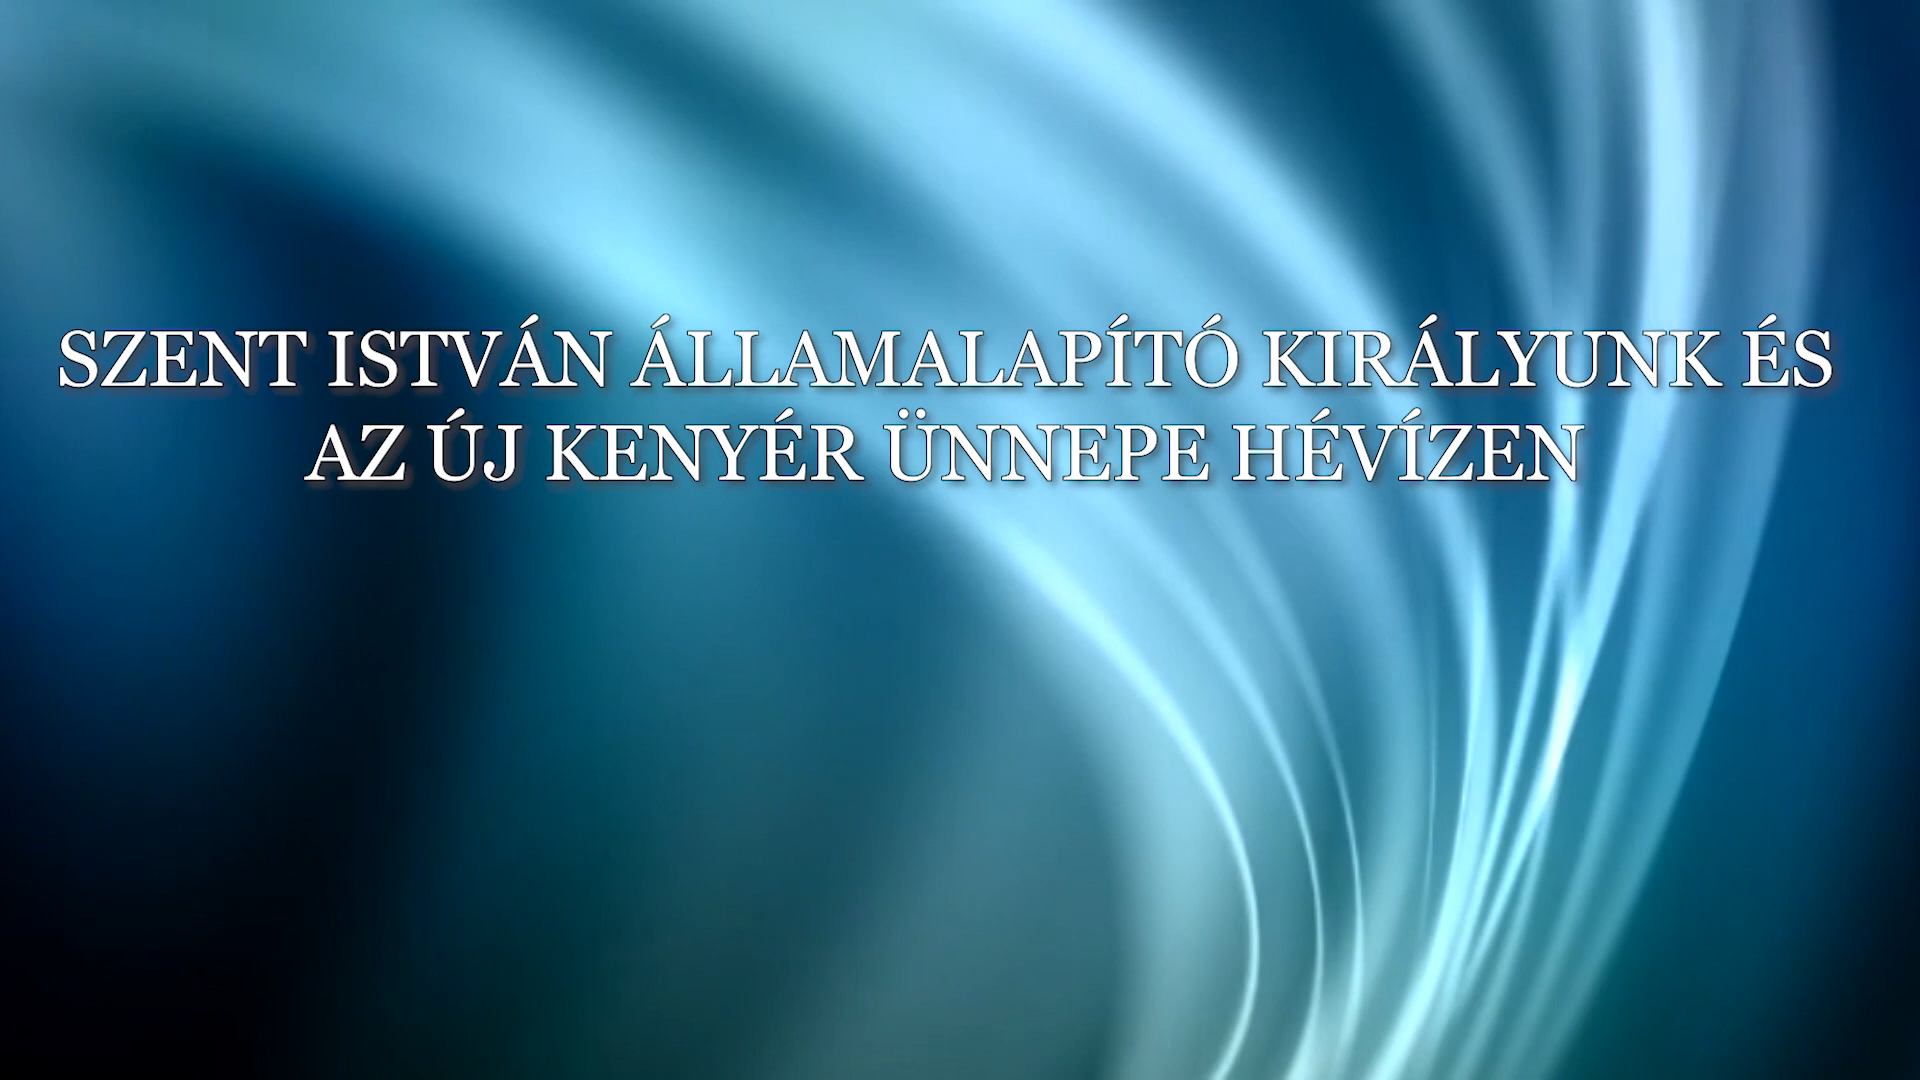 SZENT ISTVÁN ÁLLAMALAPÍTÓ KIRÁLYUNK ÉS
AZ ÚJ KENYÉR ÜNNEPE HÉVÍZEN